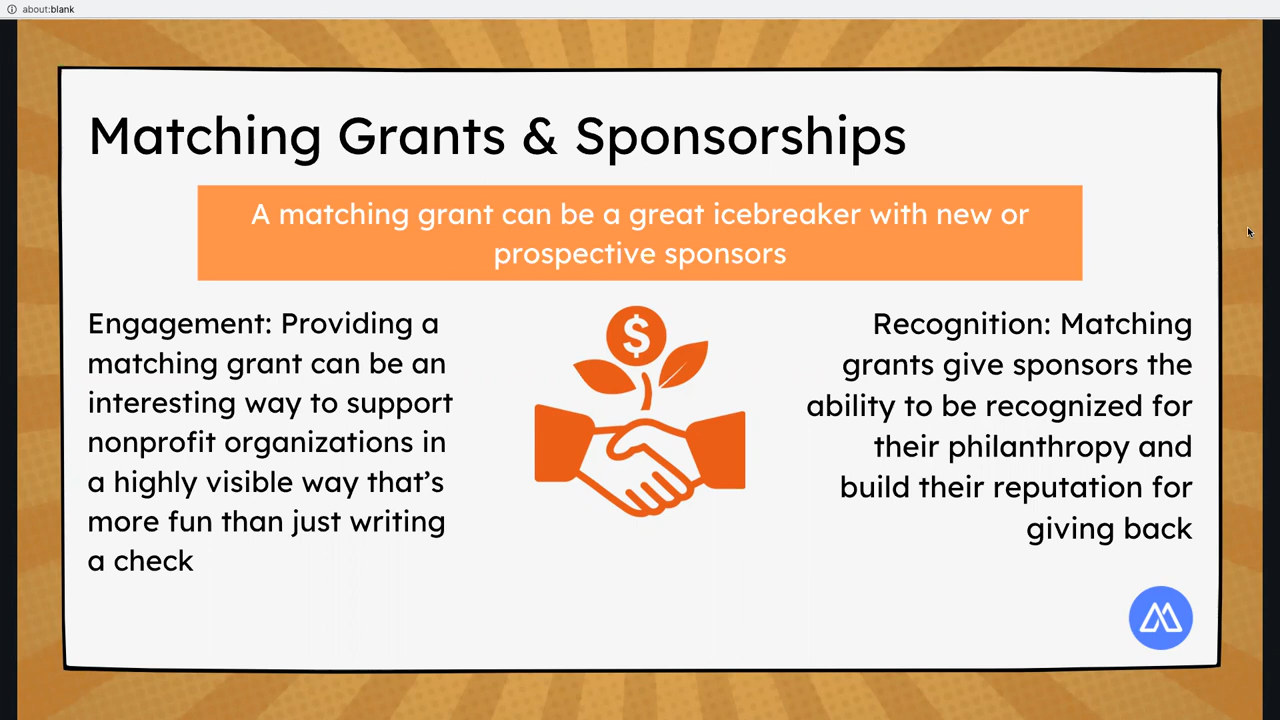 about:blank
Matching Grants & Sponsorships
A matching grant can be a great icebreaker with new or
prospective sponsors
Engagement: Providing a
matching grant can be an
interesting way to support
nonprofit organizations in
a highly visible way that’s
more fun than just writing
a check
$
Recognition: Matching
grants give sponsors the
ability to be recognized for
their philanthropy and
build their reputation for
giving back